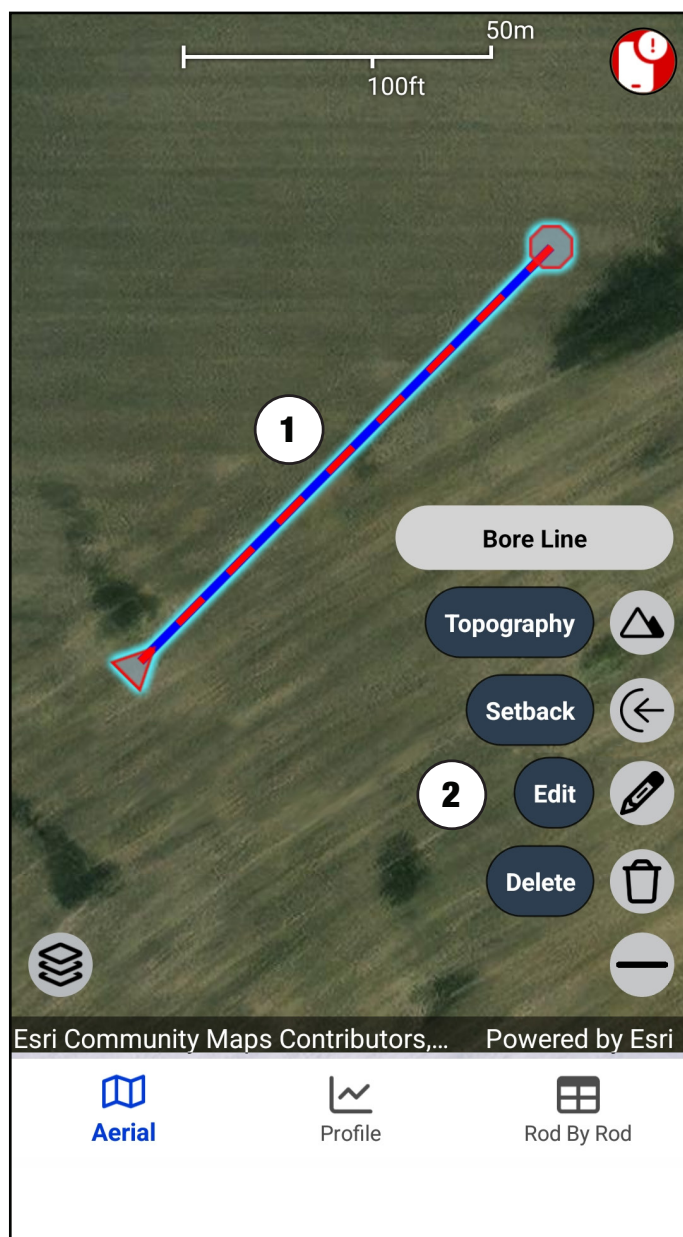 50m
100ft
!
1
Bore Line
Topography
Setback
2
Edit
Delete
Esri Community Maps Contributors,... Powered by Esri
Aerial
Profile
Rod By Rod